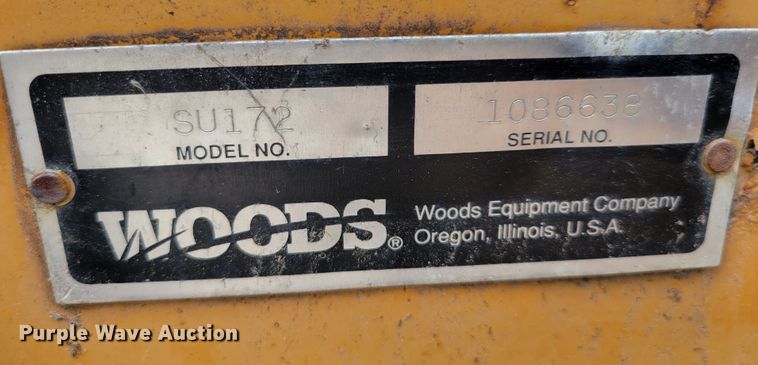 SU172
MODEL NO.
1086638
SERIAL NO.
WOODS®
Woods Equipment Company
Oregon, Illinois, U.S.A.
Purple Wave Auction